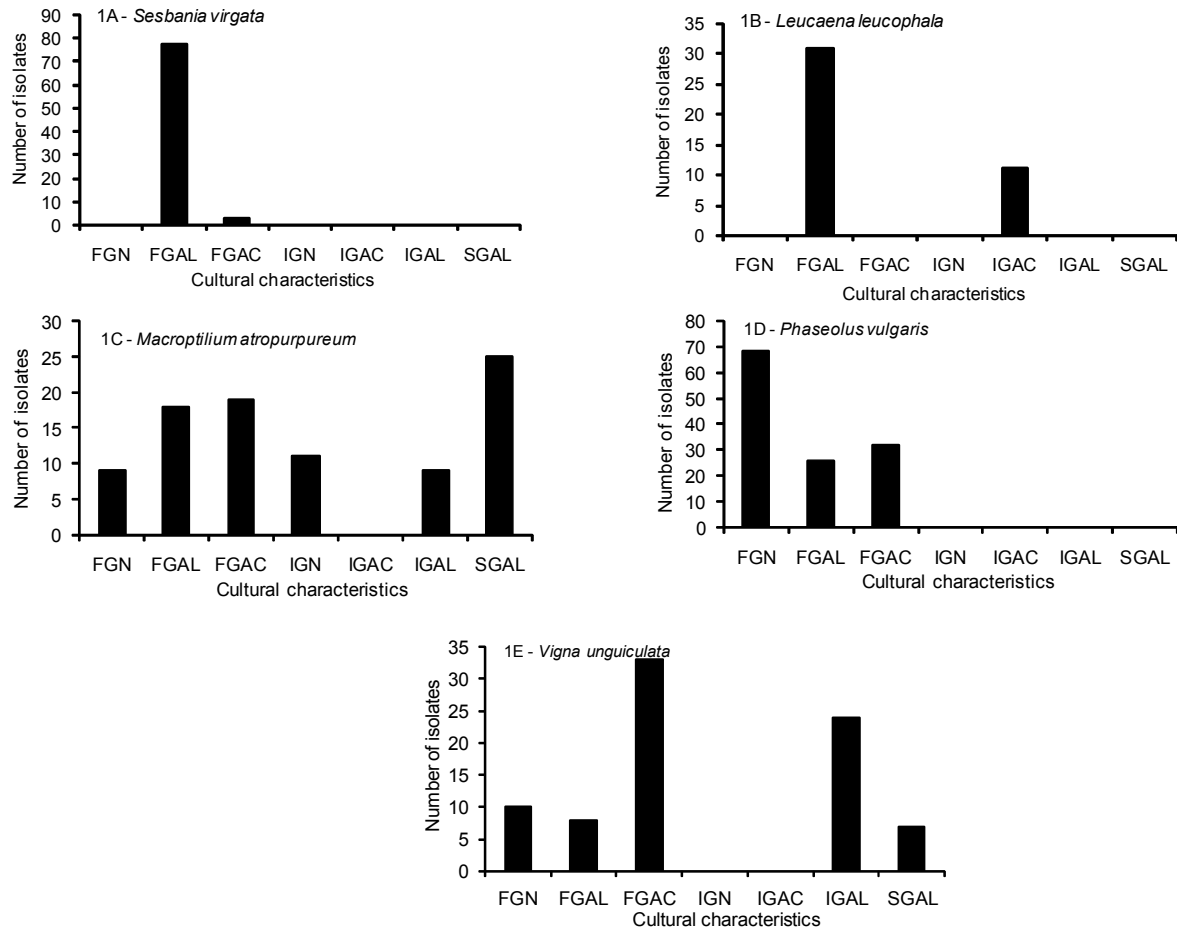 1A - Sesbania virgata
Number of isolates
90
80
70
60
50
40
30
20
10
0
FGN FGAL FGAC IGN IGAC IGAL SGAL
Cultural characteristics
1B - Leucaena leucophala
Number of isolates
35
30
25
20
15
10
5
0
FGN FGAL FGAC IGN IGAC IGAL SGAL
Cultural characteristics
1C - Macroptilium atropurpureum
Number of isolates
30
25
20
15
10
5
0
FGN FGAL FGAC IGN IGAC IGAL SGAL
Cultural characteristics
1D - Phaseolus vulgaris
Number of isolates
80
70
60
50
40
30
20
10
0
FGN FGAL FGAC IGN IGAC IGAL SGAL
Cultural characteristics
1E - Vigna unguiculata
Number of isolates
35
30
25
20
15
10
5
0
FGN FGAL FGAC IGN IGAC IGAL SGAL
Cultural characteristics